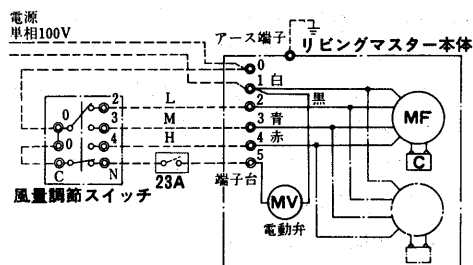 電源
単相100V
アース端子
リビングマスター本体
0
1 白
2 黒
3 青
4 赤
5
端子台
L
M
H
0 2
3
0 4
C N
風量調節スイッチ
23A
MF
C
MV
電動弁